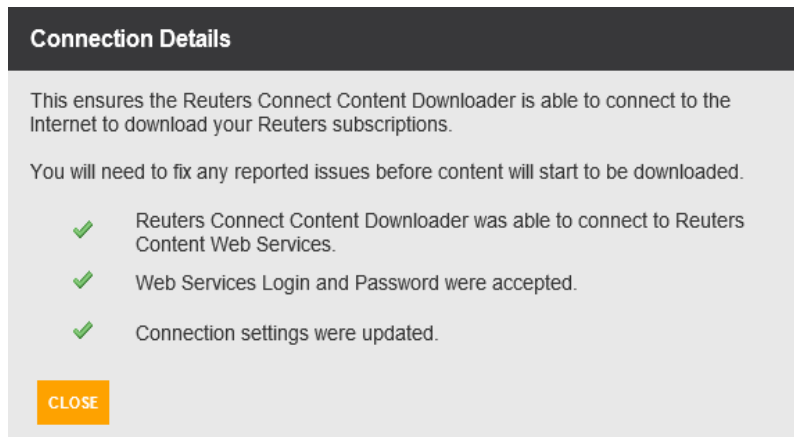 Connection Details
This ensures the Reuters Connect Content Downloader is able to connect to the
Internet to download your Reuters subscriptions.
You will need to fix any reported issues before content will start to be downloaded.
Reuters Connect Content Downloader was able to connect to Reuters
Content Web Services.
Web Services Login and Password were accepted.
Connection settings were updated.
CLOSE